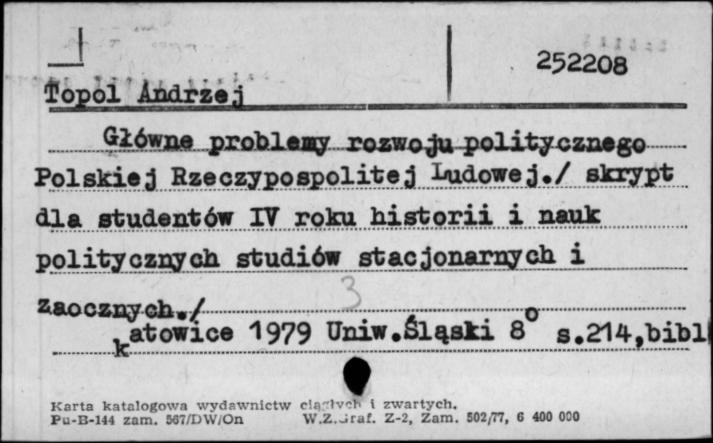 252208
Topol Andrzej
Główne problemy rozwoju politycznego
Polskiej Rzeczypospolitej Ludowej./ skrypt
dla studentów IV roku historii i nauk
politycznych studiów stacjonarnych i
zaocznych./
3
katowice 1979 Uniw.Śląski 8° s.214,bibl
Karta katalogowa wydawnictw ciągłych i zwartych.
Pu-B-144 zam. 567/DW/On W.Z.Graf. Z-2, Zam. 502/77, 6 400 000